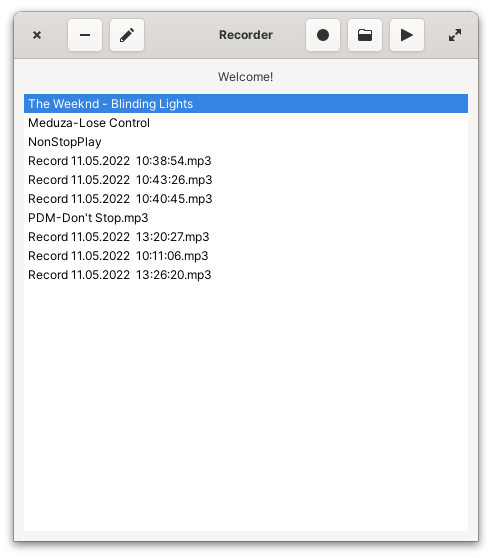 Recorder
Welcome!
The Weeknd - Blinding Lights
Meduza-Lose Control
NonStopPlay
Record 11.05.2022  10:38:54.mp3
Record 11.05.2022  10:43:26.mp3
Record 11.05.2022  10:40:45.mp3
PDM-Don't Stop.mp3
Record 11.05.2022  13:20:27.mp3
Record 11.05.2022  10:11:06.mp3
Record 11.05.2022  13:26:20.mp3